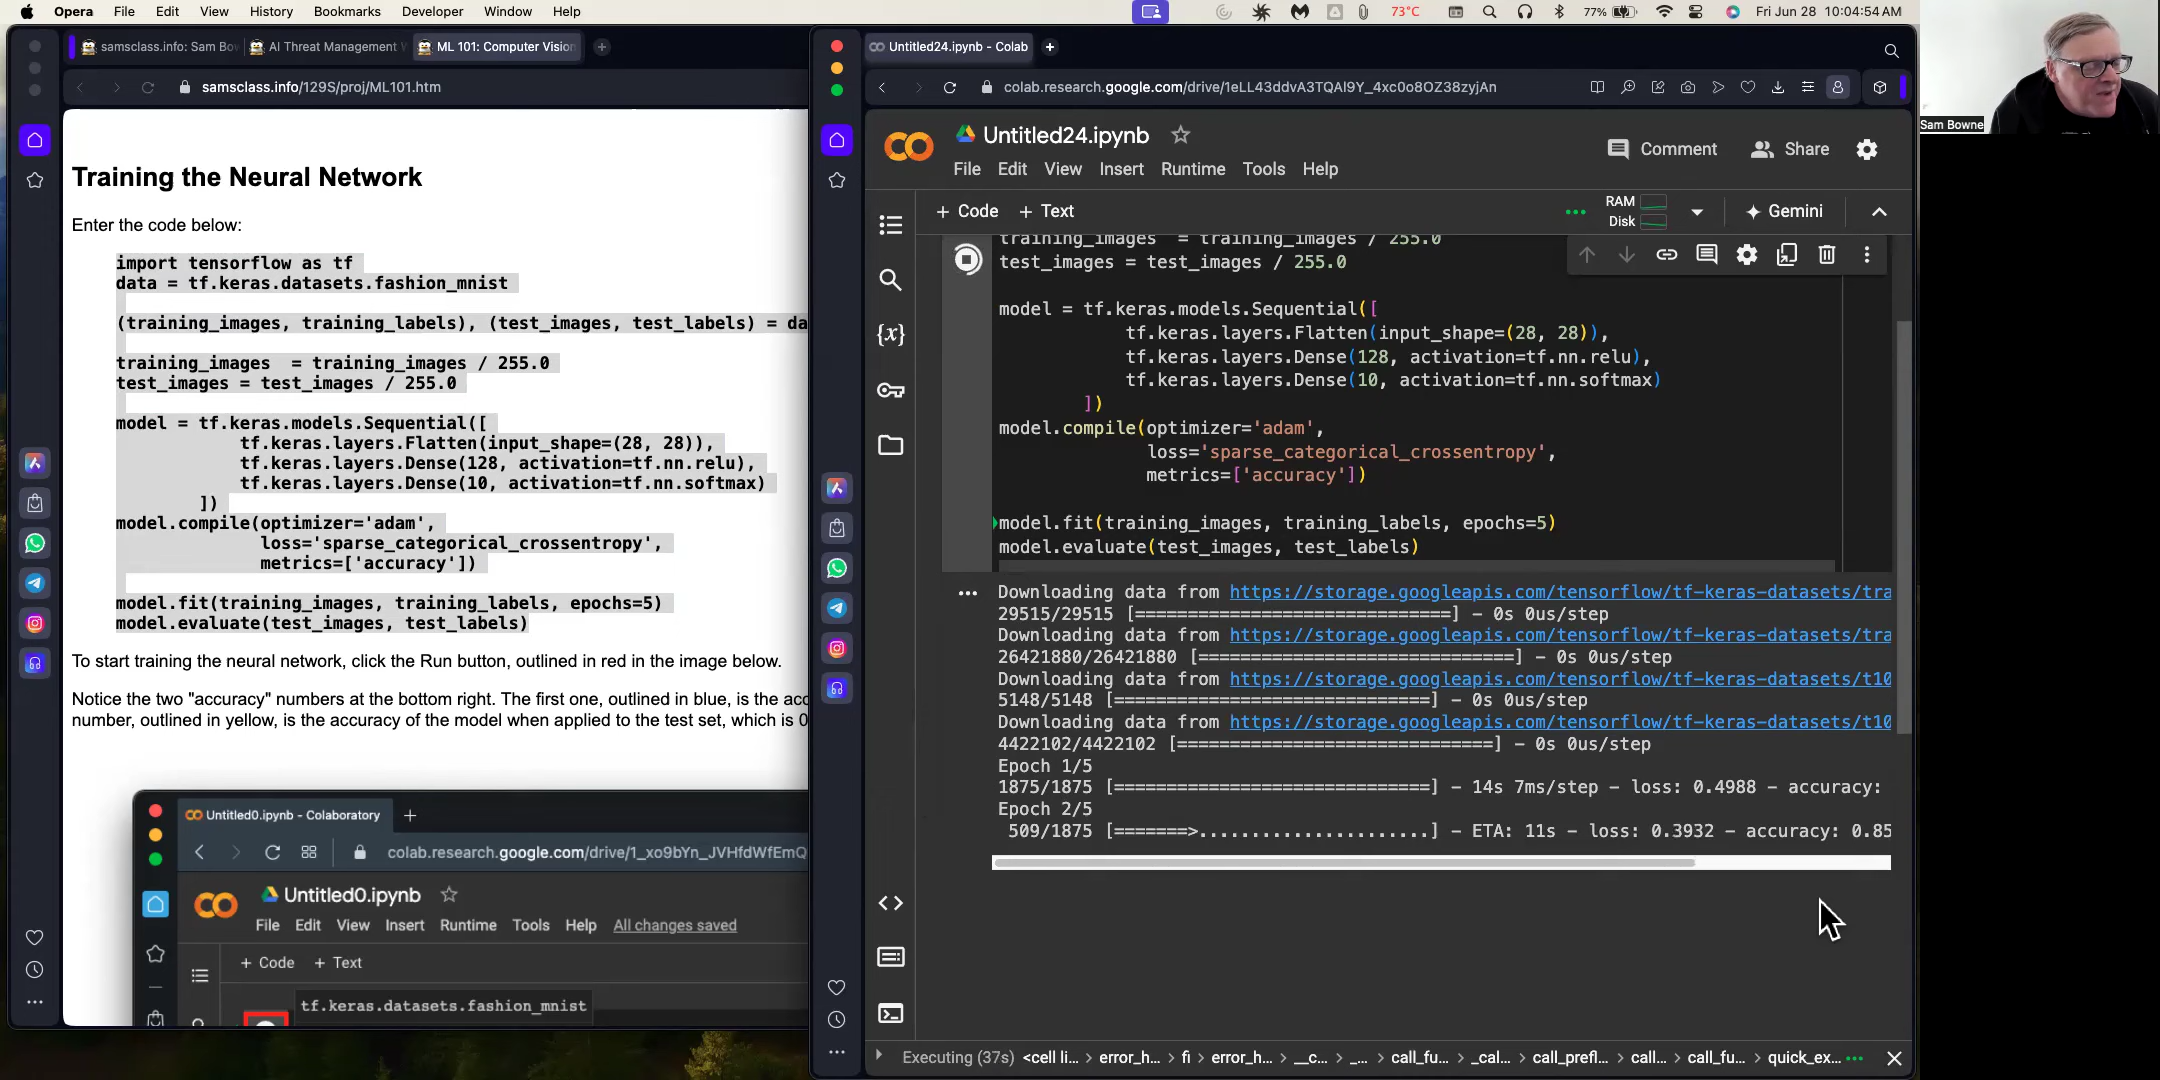 Opera File Edit View History Bookmarks Developer Window Help 73°C 77% Fri Jun 28 10:04:54 AM
samsclass.info: Sam Bow AI Threat Management ML 101: Computer Vision
samsclass.info/129S/proj/ML101.htm
Training the Neural Network
Enter the code below:
import tensorflow as tf
data = tf.keras.datasets.fashion_mnist
(training_images, training_labels), (test_images, test_labels) = da
training_images  = training_images / 255.0
test_images = test_images / 255.0
model = tf.keras.models.Sequential([
tf.keras.layers.Flatten(input_shape=(28, 28)),
tf.keras.layers.Dense(128, activation=tf.nn.relu),
tf.keras.layers.Dense(10, activation=tf.nn.softmax)
])
model.compile(optimizer='adam',
loss='sparse_categorical_crossentropy',
metrics=['accuracy'])
model.fit(training_images, training_labels, epochs=5)
model.evaluate(test_images, test_labels)
To start training the neural network, click the Run button, outlined in red in the image below.
Notice the two "accuracy" numbers at the bottom right. The first one, outlined in blue, is the acc
number, outlined in yellow, is the accuracy of the model when applied to the test set, which is 0
Untitled0.ipynb - Colaboratory
colab.research.google.com/drive/1_xo9bYn_JVHfdWfEmQ
Untitled0.ipynb
File Edit View Insert Runtime Tools Help All changes saved
+ Code + Text
tf.keras.datasets.fashion_mnist
Untitled24.ipynb - Colab
colab.research.google.com/drive/1eLL43ddvA3TQAl9Y_4xc0o8OZ38zyjAn
Untitled24.ipynb
Comment Share
File Edit View Insert Runtime Tools Help
+ Code + Text RAM Disk Gemini
training_images  = training_images / 255.0
test_images = test_images / 255.0
model = tf.keras.models.Sequential([
tf.keras.layers.Flatten(input_shape=(28, 28)),
tf.keras.layers.Dense(128, activation=tf.nn.relu),
tf.keras.layers.Dense(10, activation=tf.nn.softmax)
])
model.compile(optimizer='adam',
loss='sparse_categorical_crossentropy',
metrics=['accuracy'])
model.fit(training_images, training_labels, epochs=5)
model.evaluate(test_images, test_labels)
Downloading data from https://storage.googleapis.com/tensorflow/tf-keras-datasets/tra
29515/29515 [==============================] - 0s 0us/step
Downloading data from https://storage.googleapis.com/tensorflow/tf-keras-datasets/tra
26421880/26421880 [==============================] - 0s 0us/step
Downloading data from https://storage.googleapis.com/tensorflow/tf-keras-datasets/t10
5148/5148 [==============================] - 0s 0us/step
Downloading data from https://storage.googleapis.com/tensorflow/tf-keras-datasets/t10
4422102/4422102 [==============================] - 0s 0us/step
Epoch 1/5
1875/1875 [==============================] - 14s 7ms/step - loss: 0.4988 - accuracy:
Epoch 2/5
509/1875 [=======>......................] - ETA: 11s - loss: 0.3932 - accuracy: 0.85
Executing (37s) <cell li... > error_h... > fi > error_h... > __c... > _... > call_fu... > _cal... > call_prefl... > call... > call_fu... > quick_ex...
Sam Bowne